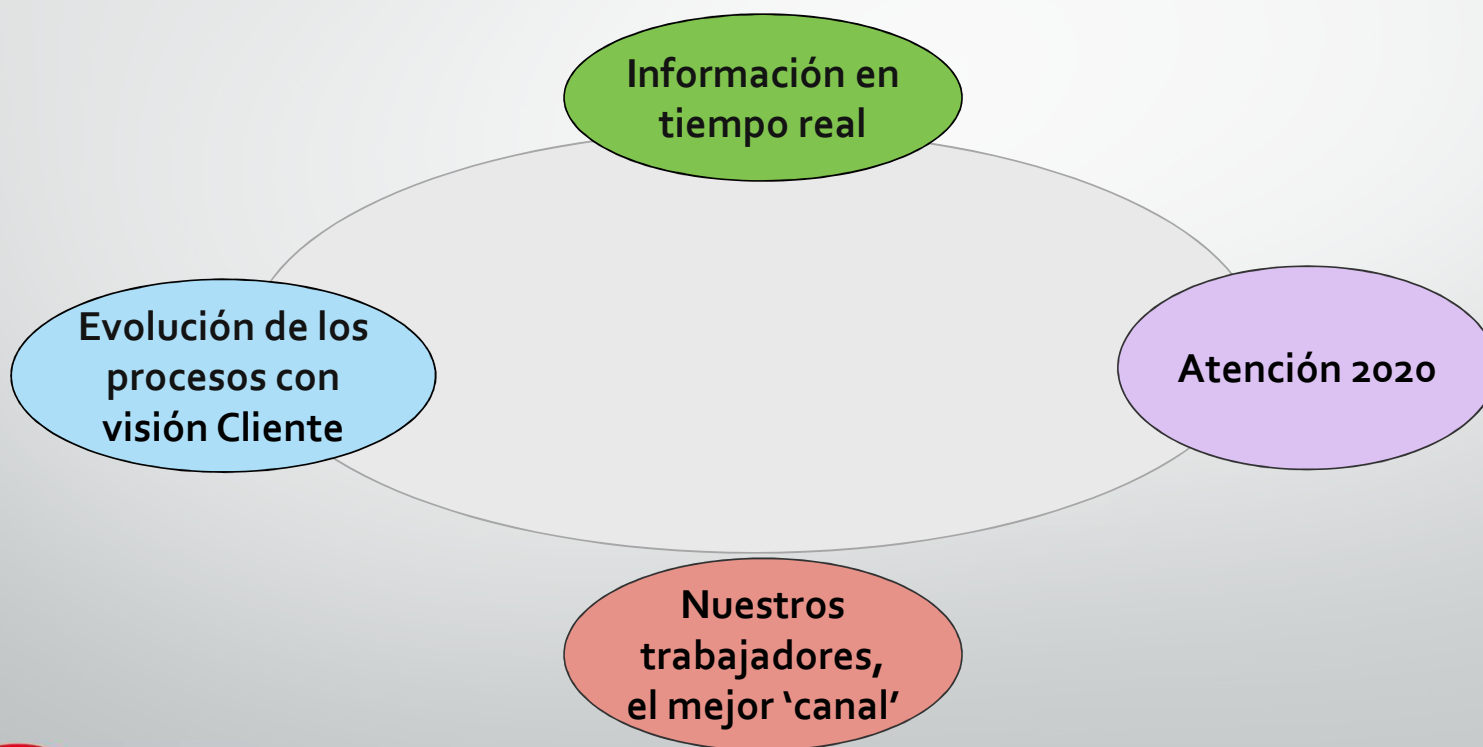 Información en
tiempo real
Evolución de los
procesos con
visión Cliente
Atención 2020
Nuestros
trabajadores,
el mejor ‘canal’